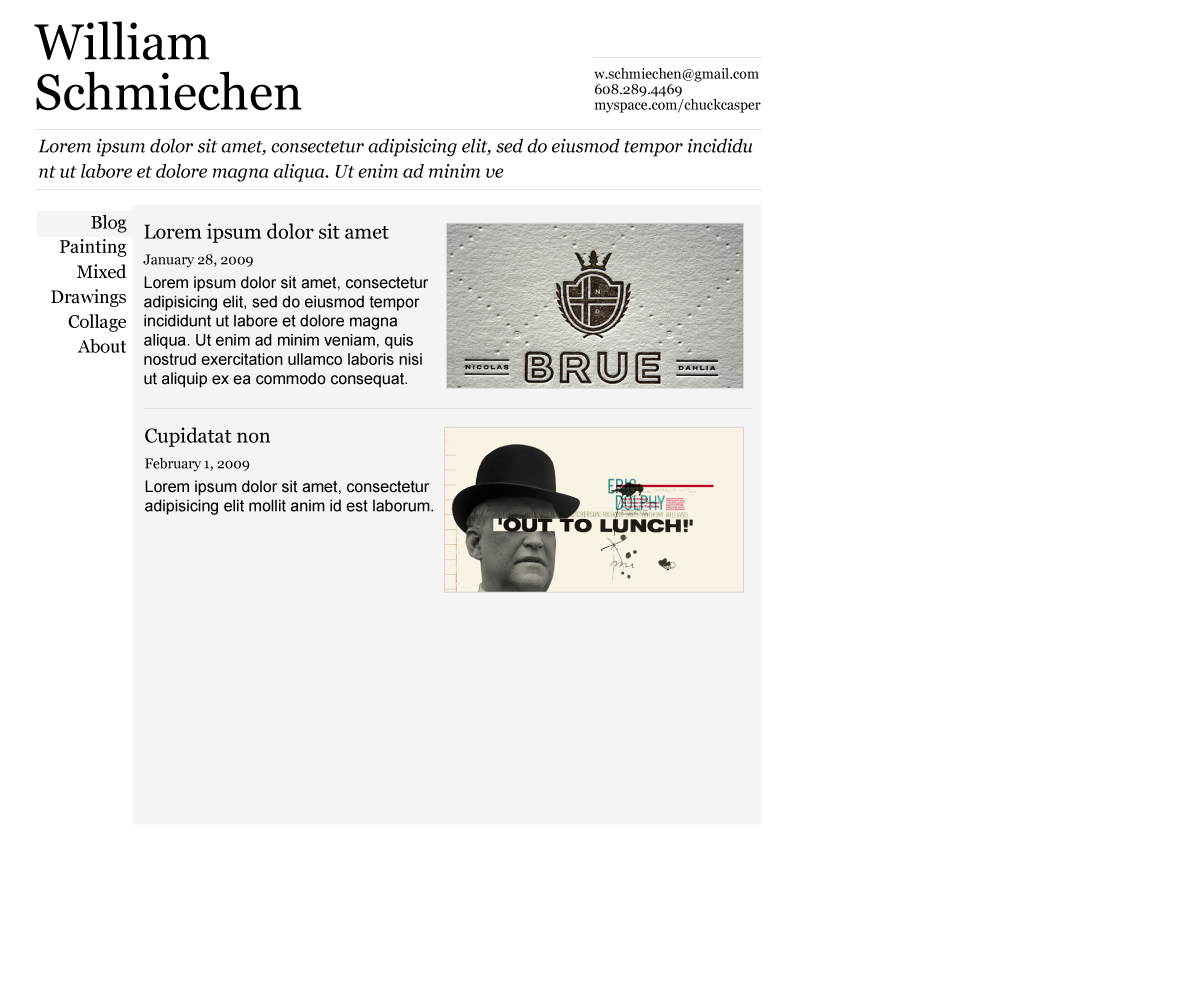 William
Schmiechen
w.schmiechen@gmail.com
608.289.4469
myspace.com/chuckcasper
Lorem ipsum dolor sit amet, consectetur adipisicing elit, sed do eiusmod tempor incididu
nt ut labore et dolore magna aliqua. Ut enim ad minim ve
Blog
Painting
Mixed
Drawings
Collage
About
Lorem ipsum dolor sit amet
January 28, 2009
Lorem ipsum dolor sit amet, consectetur
adipisicing elit, sed do eiusmod tempor
incididunt ut labore et dolore magna
aliqua. Ut enim ad minim veniam, quis
nostrud exercitation ullamco laboris nisi
ut aliquip ex ea commodo consequat.
N
D
NICOLAS BRUE DAHLIA
Cupidatat non
February 1, 2009
Lorem ipsum dolor sit amet, consectetur
adipisicing elit mollit anim id est laborum.
ERIC
DOLPHY
'OUT TO LUNCH!'